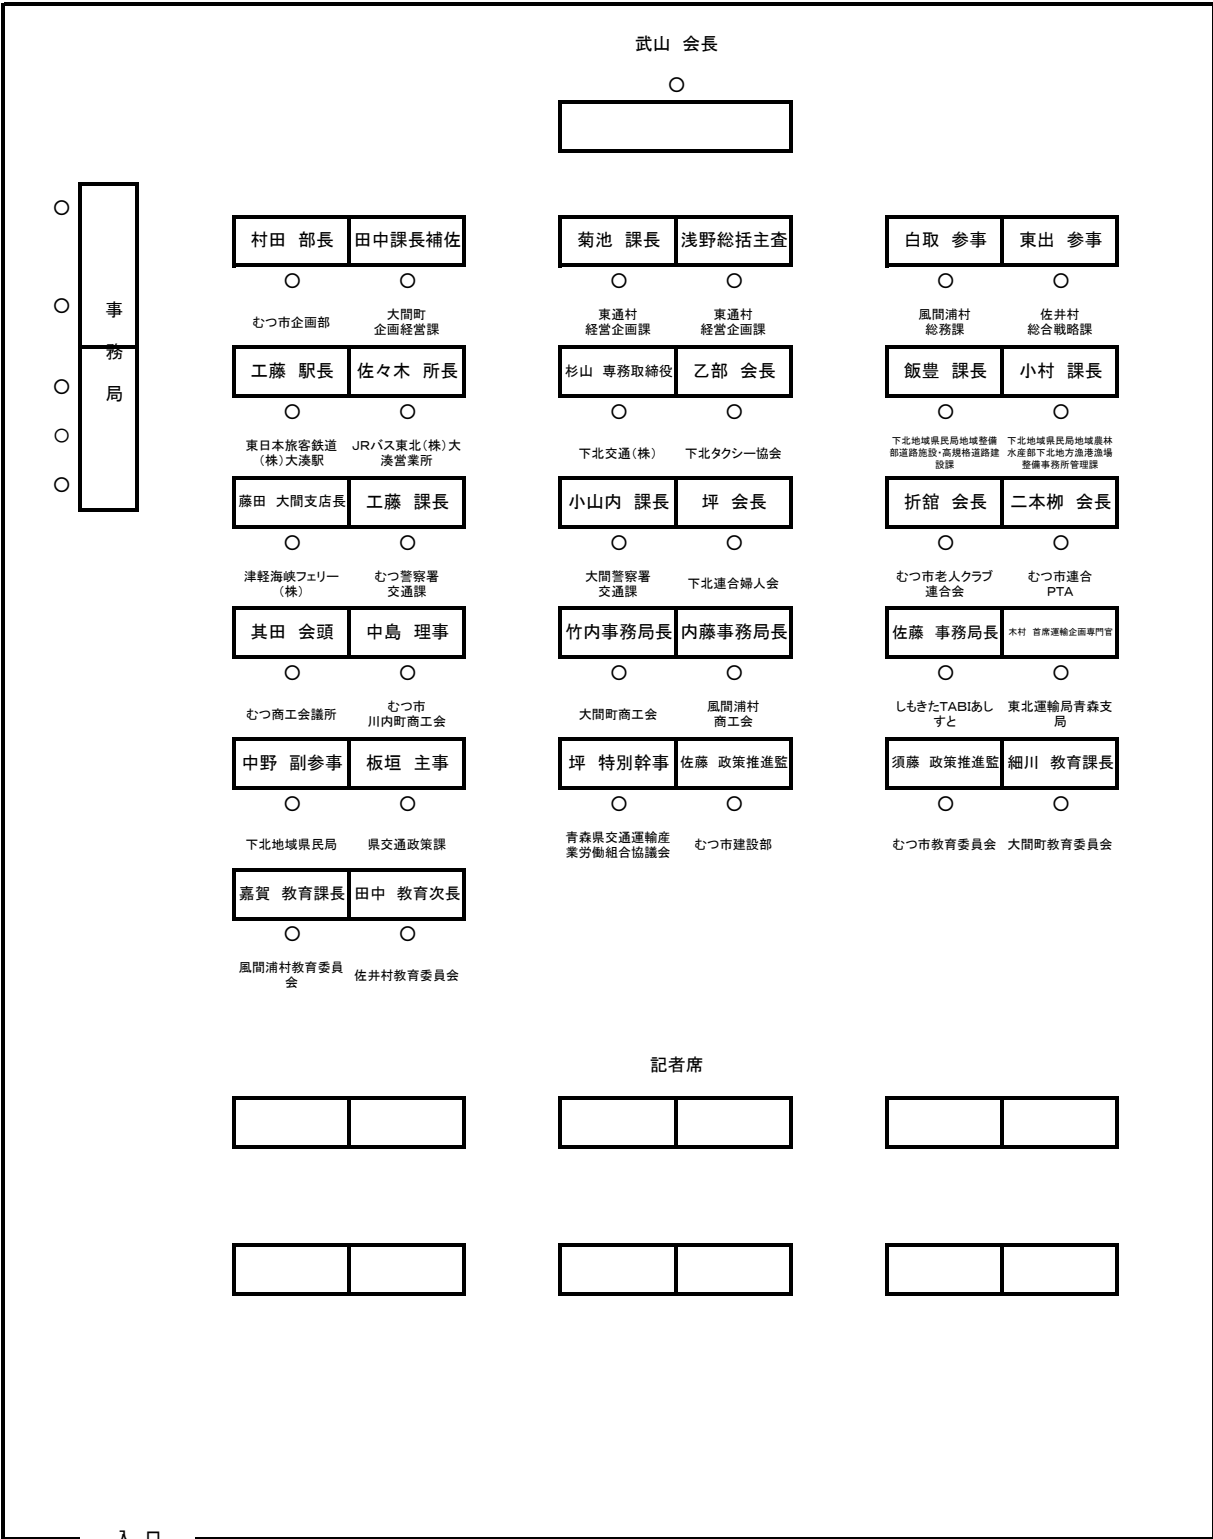 武山 会長
事
務
局
村田 部長 田中課長補佐 菊池 課長 浅野総括主査 白取 参事 東出 参事
むつ市企画部
大間町
企画経営課
東通村
経営企画課
東通村
経営企画課
風間浦村
総務課
佐井村
総合戦略課
工藤 駅長 佐々木 所長 杉山 専務取締役 乙部 会長 飯豊 課長 小村 課長
東日本旅客鉄道
(株)大湊駅
JRバス東北(株)大
湊営業所
下北交通(株)
下北タクシー協会
下北地域県民局地域整備
部道路施設・高規格道路建
設課
下北地域県民局地域農林
水産部下北地方漁港漁場
整備事務所管理課
藤田 大間支店長 工藤 課長 小山内 課長 坪 会長 折舘 会長 二本栁 会長
津軽海峡フェリー
(株)
むつ警察署
交通課
大間警察署
交通課
下北連合婦人会
むつ市老人クラブ
連合会
むつ市連合
PTA
其田 会頭 中島 理事 竹内事務局長 内藤事務局長 佐藤 事務局長 木村 首席運輸企画専門官
むつ商工会議所
むつ市
川内町商工会
大間町商工会
風間浦村
商工会
しもきたTABIあし
すと
東北運輸局青森支
局
中野 副参事 板垣 主事 坪 特別幹事 佐藤 政策推進監 須藤 政策推進監 細川 教育課長
下北地域県民局
県交通政策課
青森県交通運輸産
業労働組合協議会
むつ市建設部
むつ市教育委員会
大間町教育委員会
嘉賀 教育課長 田中 教育次長
風間浦村教育委員
会
佐井村教育委員会
記者席
入 口